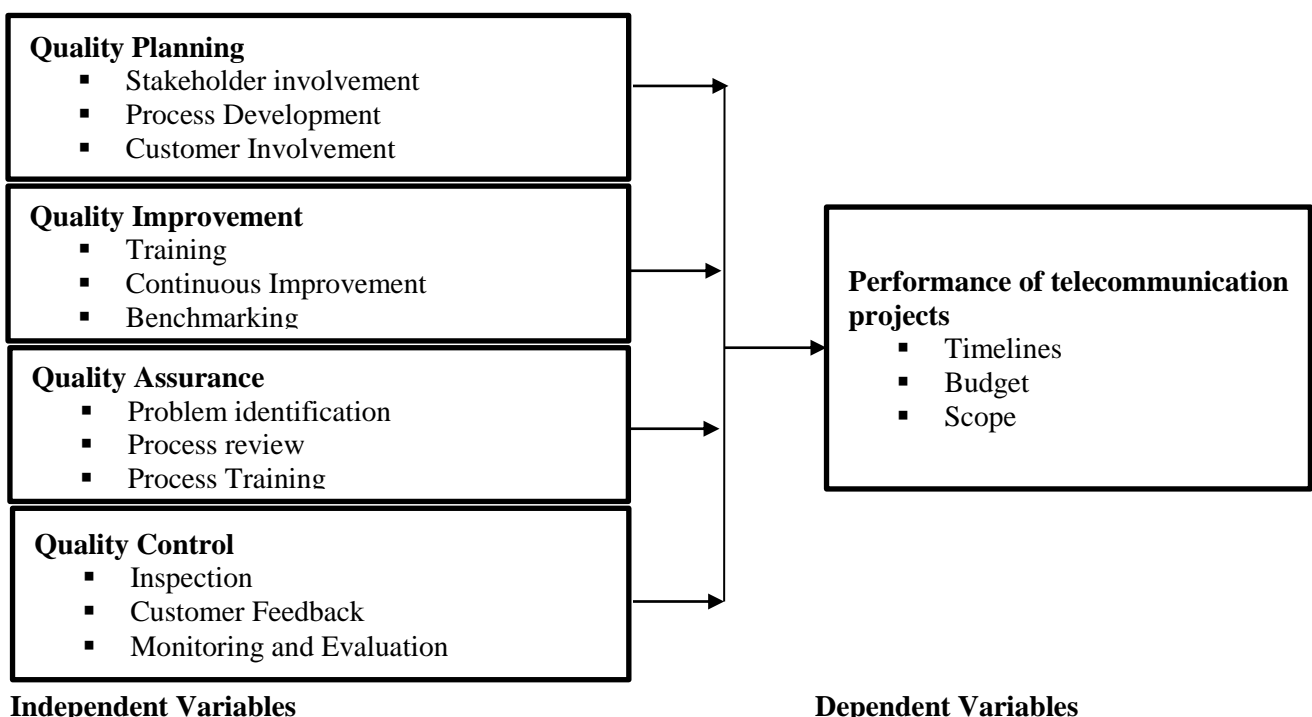 Quality Planning
▪ Stakeholder involvement
▪ Process Development
▪ Customer Involvement
Quality Improvement
▪ Training
▪ Continuous Improvement
▪ Benchmarking
Quality Assurance
▪ Problem identification
▪ Process review
▪ Process Training
Quality Control
▪ Inspection
▪ Customer Feedback
▪ Monitoring and Evaluation
Performance of telecommunication
projects
▪ Timelines
▪ Budget
▪ Scope
Independent Variables
Dependent Variables